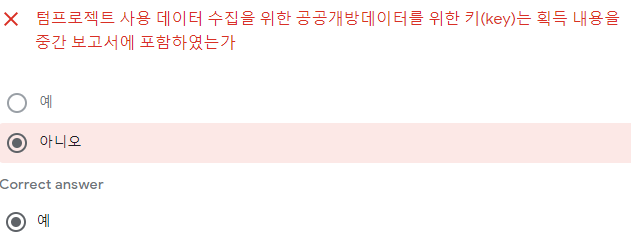 텀프로젝트 사용 데이터 수집을 위한 공공개방데이터를 위한 키(key)는 획득 내용을
중간 보고서에 포함하였는가
예
아니오
Correct answer
예